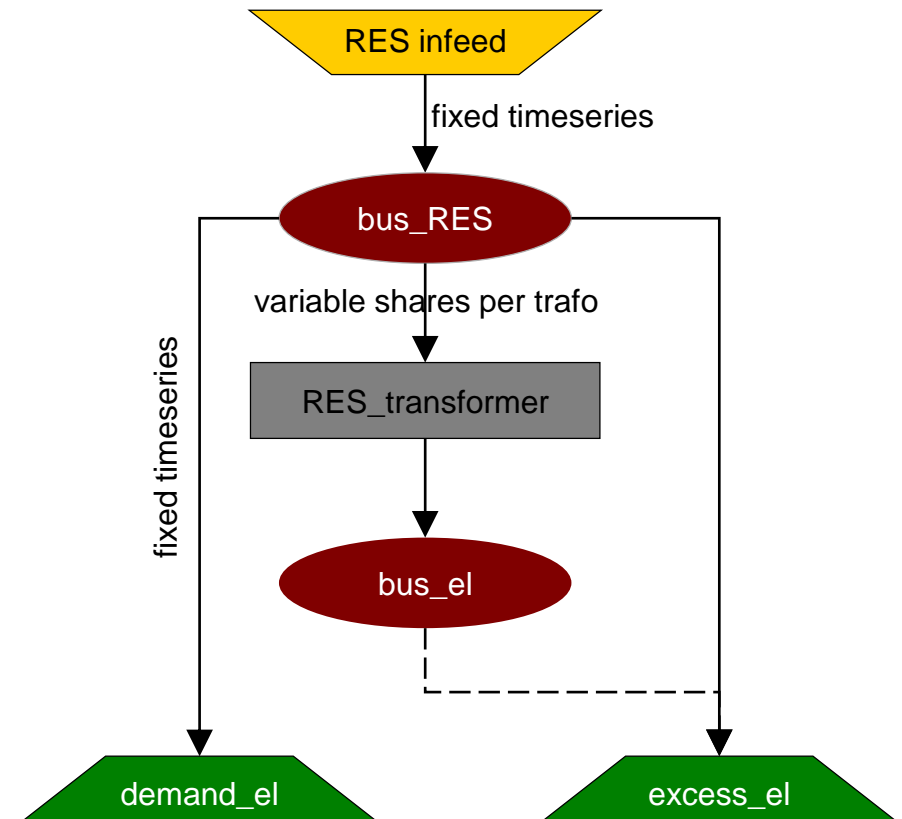 RES infeed
fixed timeseries
bus_RES
variable shares per trafo
fixed timeseries
RES_transformer
bus_el
demand_el
excess_el